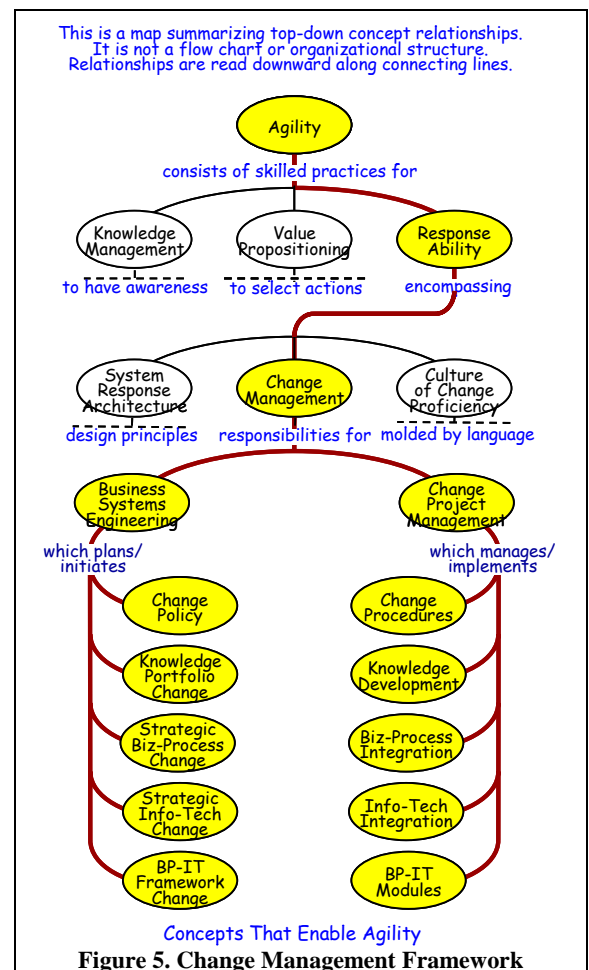 This is a map summarizing top-down concept relationships.
It is not a flow chart or organizational structure.
Relationships are read downward along connecting lines.
Agility
consists of skilled practices for
Knowledge
Management
Value
Propositioning
Response
Ability
to have awareness
to select actions
encompassing
System
Response
Architecture
Change
Management
Culture
of Change
Proficiency
design principles
responsibilities for
molded by language
Business
Systems
Engineering
Change
Project
Management
which plans/
initiates
which manages/
implements
Change
Policy
Change
Procedures
Knowledge
Portfolio
Change
Knowledge
Development
Strategic
Biz-Process
Change
Biz-Process
Integration
Strategic
Info-Tech
Change
Info-Tech
Integration
BP-IT
Framework
Change
BP-IT
Modules
Concepts That Enable Agility
Figure 5. Change Management Framework